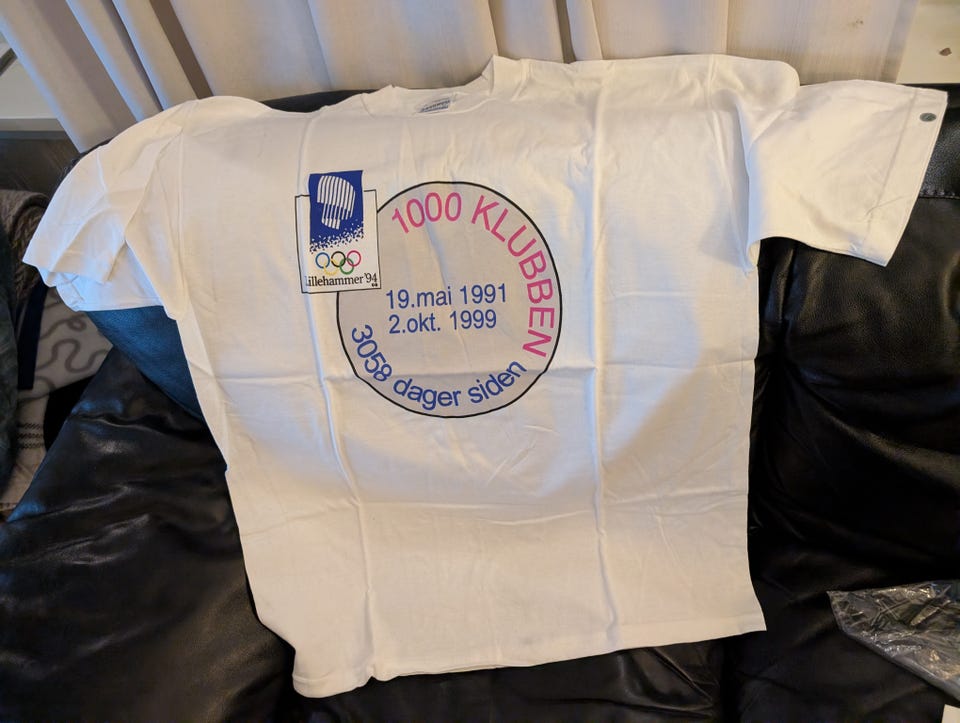 1000 KLUBBEN
Lillehammer '94
19.mai 1991
2.okt. 1999
3058 dager siden